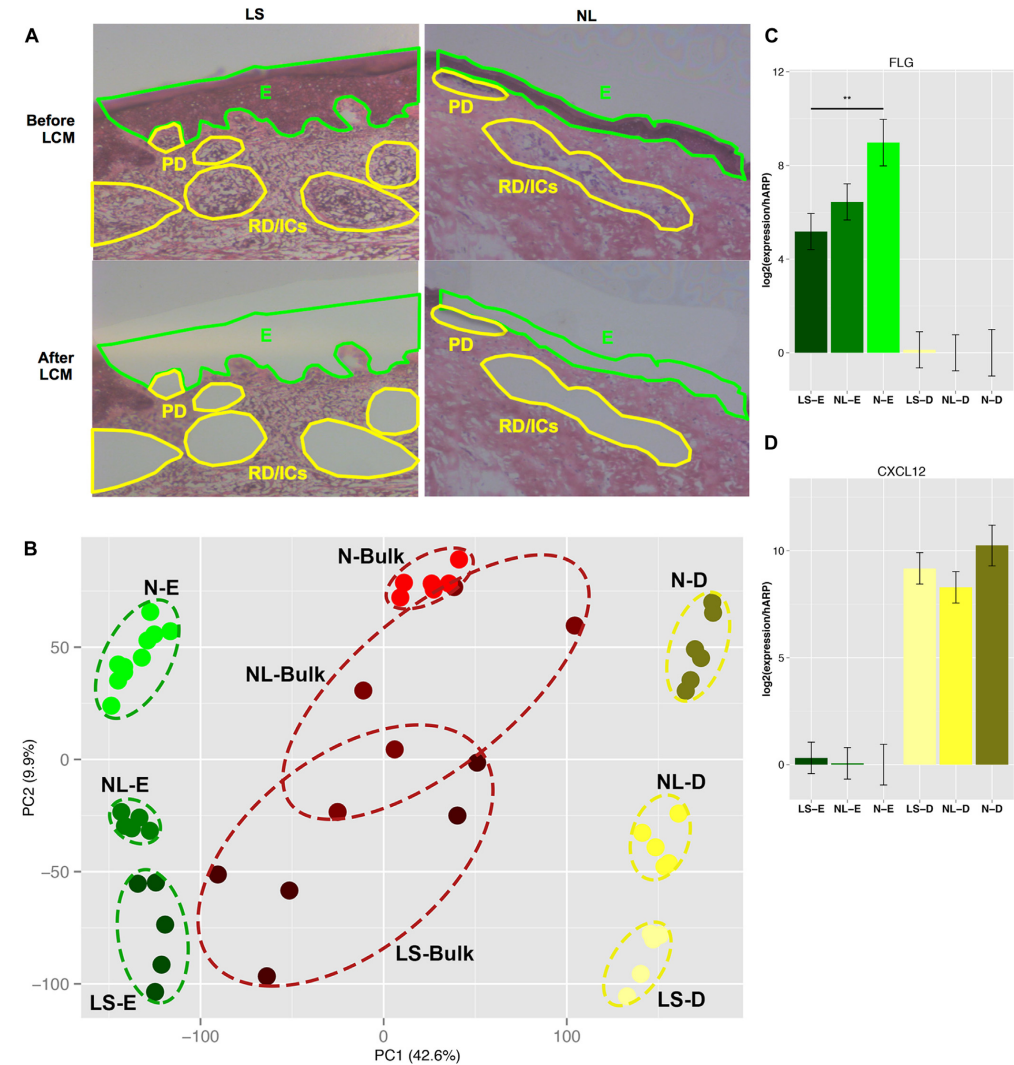 A
LS
NL
Before
LCM
E
PD
RD/ICs
E
PD
RD/ICs
After
LCM
E
PD
RD/ICs
E
PD
RD/ICs
B
N-Bulk
N-E
N-D
NL-Bulk
NL-E
NL-D
LS-Bulk
LS-E
LS-D
50
0
−50
−100
PC2 (9.9%)
−100
0
100
PC1 (42.6%)
C
FLG
**
12
8
4
0
log2(expression/hARP)
LS−E NL−E N−E LS−D NL−D N−D
D
CXCL12
10
5
0
log2(expression/hARP)
LS−E NL−E N−E LS−D NL−D N−D